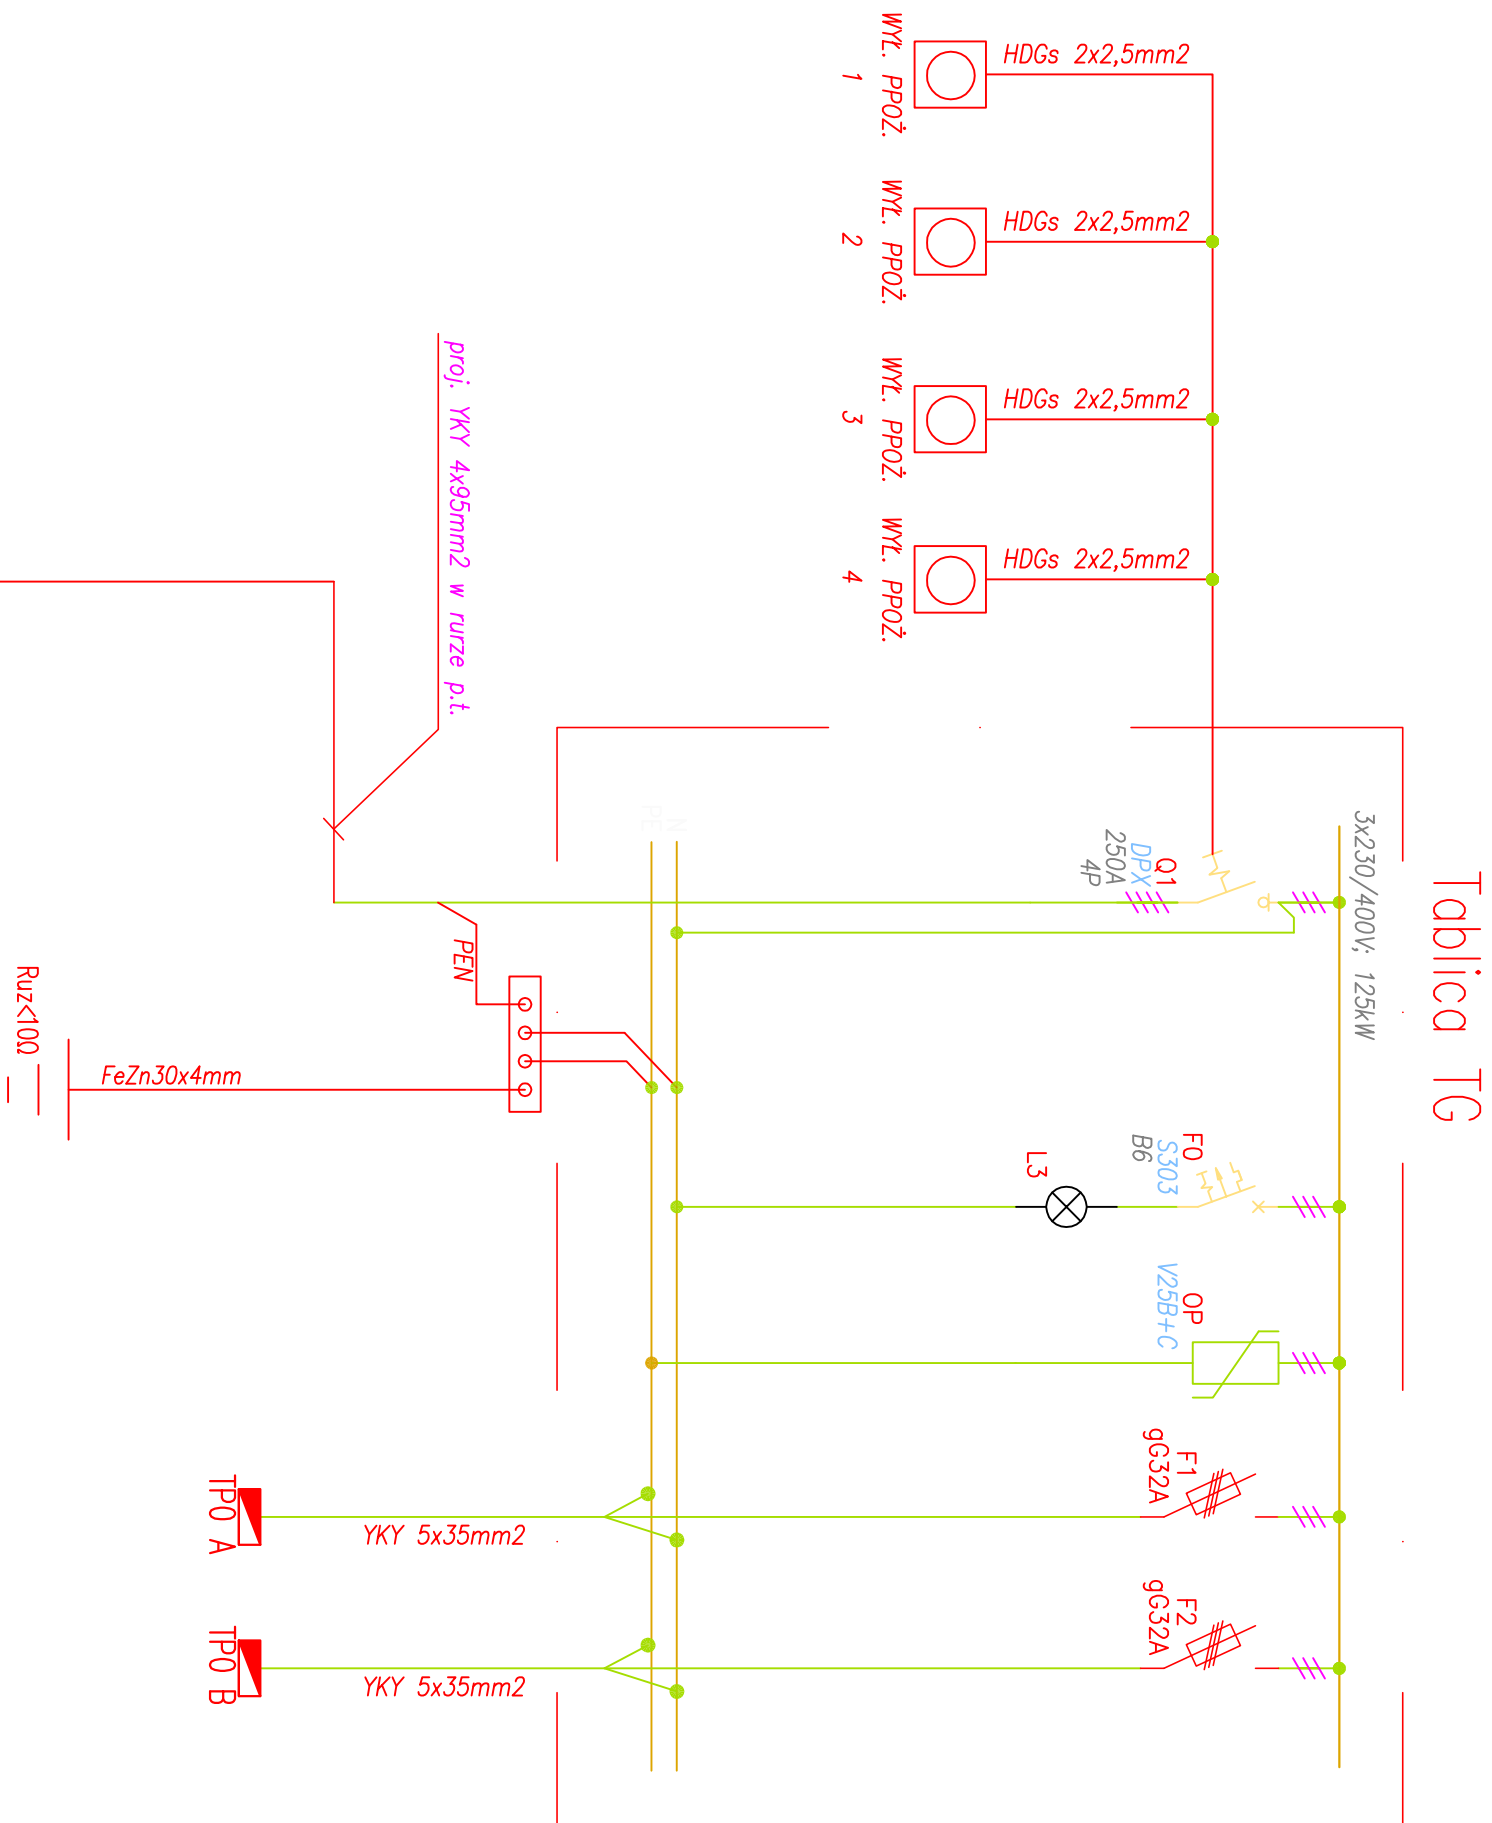 HDGs 2x2,5mm2
WYŁ. PPOŻ.
1
HDGs 2x2,5mm2
WYŁ. PPOŻ.
2
HDGs 2x2,5mm2
WYŁ. PPOŻ.
3
HDGs 2x2,5mm2
WYŁ. PPOŻ.
4
proj. YKY 4x95mm2 w rurze p.t.
Tablica TG
3x230/400V; 125kW
Q1
DPX
250A
4P
N
PE
PEN
FeZn30x4mm
Ruz<10Ω
F0
S303
B6
L3
OP
V25B+C
F1
gG32A
YKY 5x35mm2
TPO A
F2
gG32A
YKY 5x35mm2
TPO B